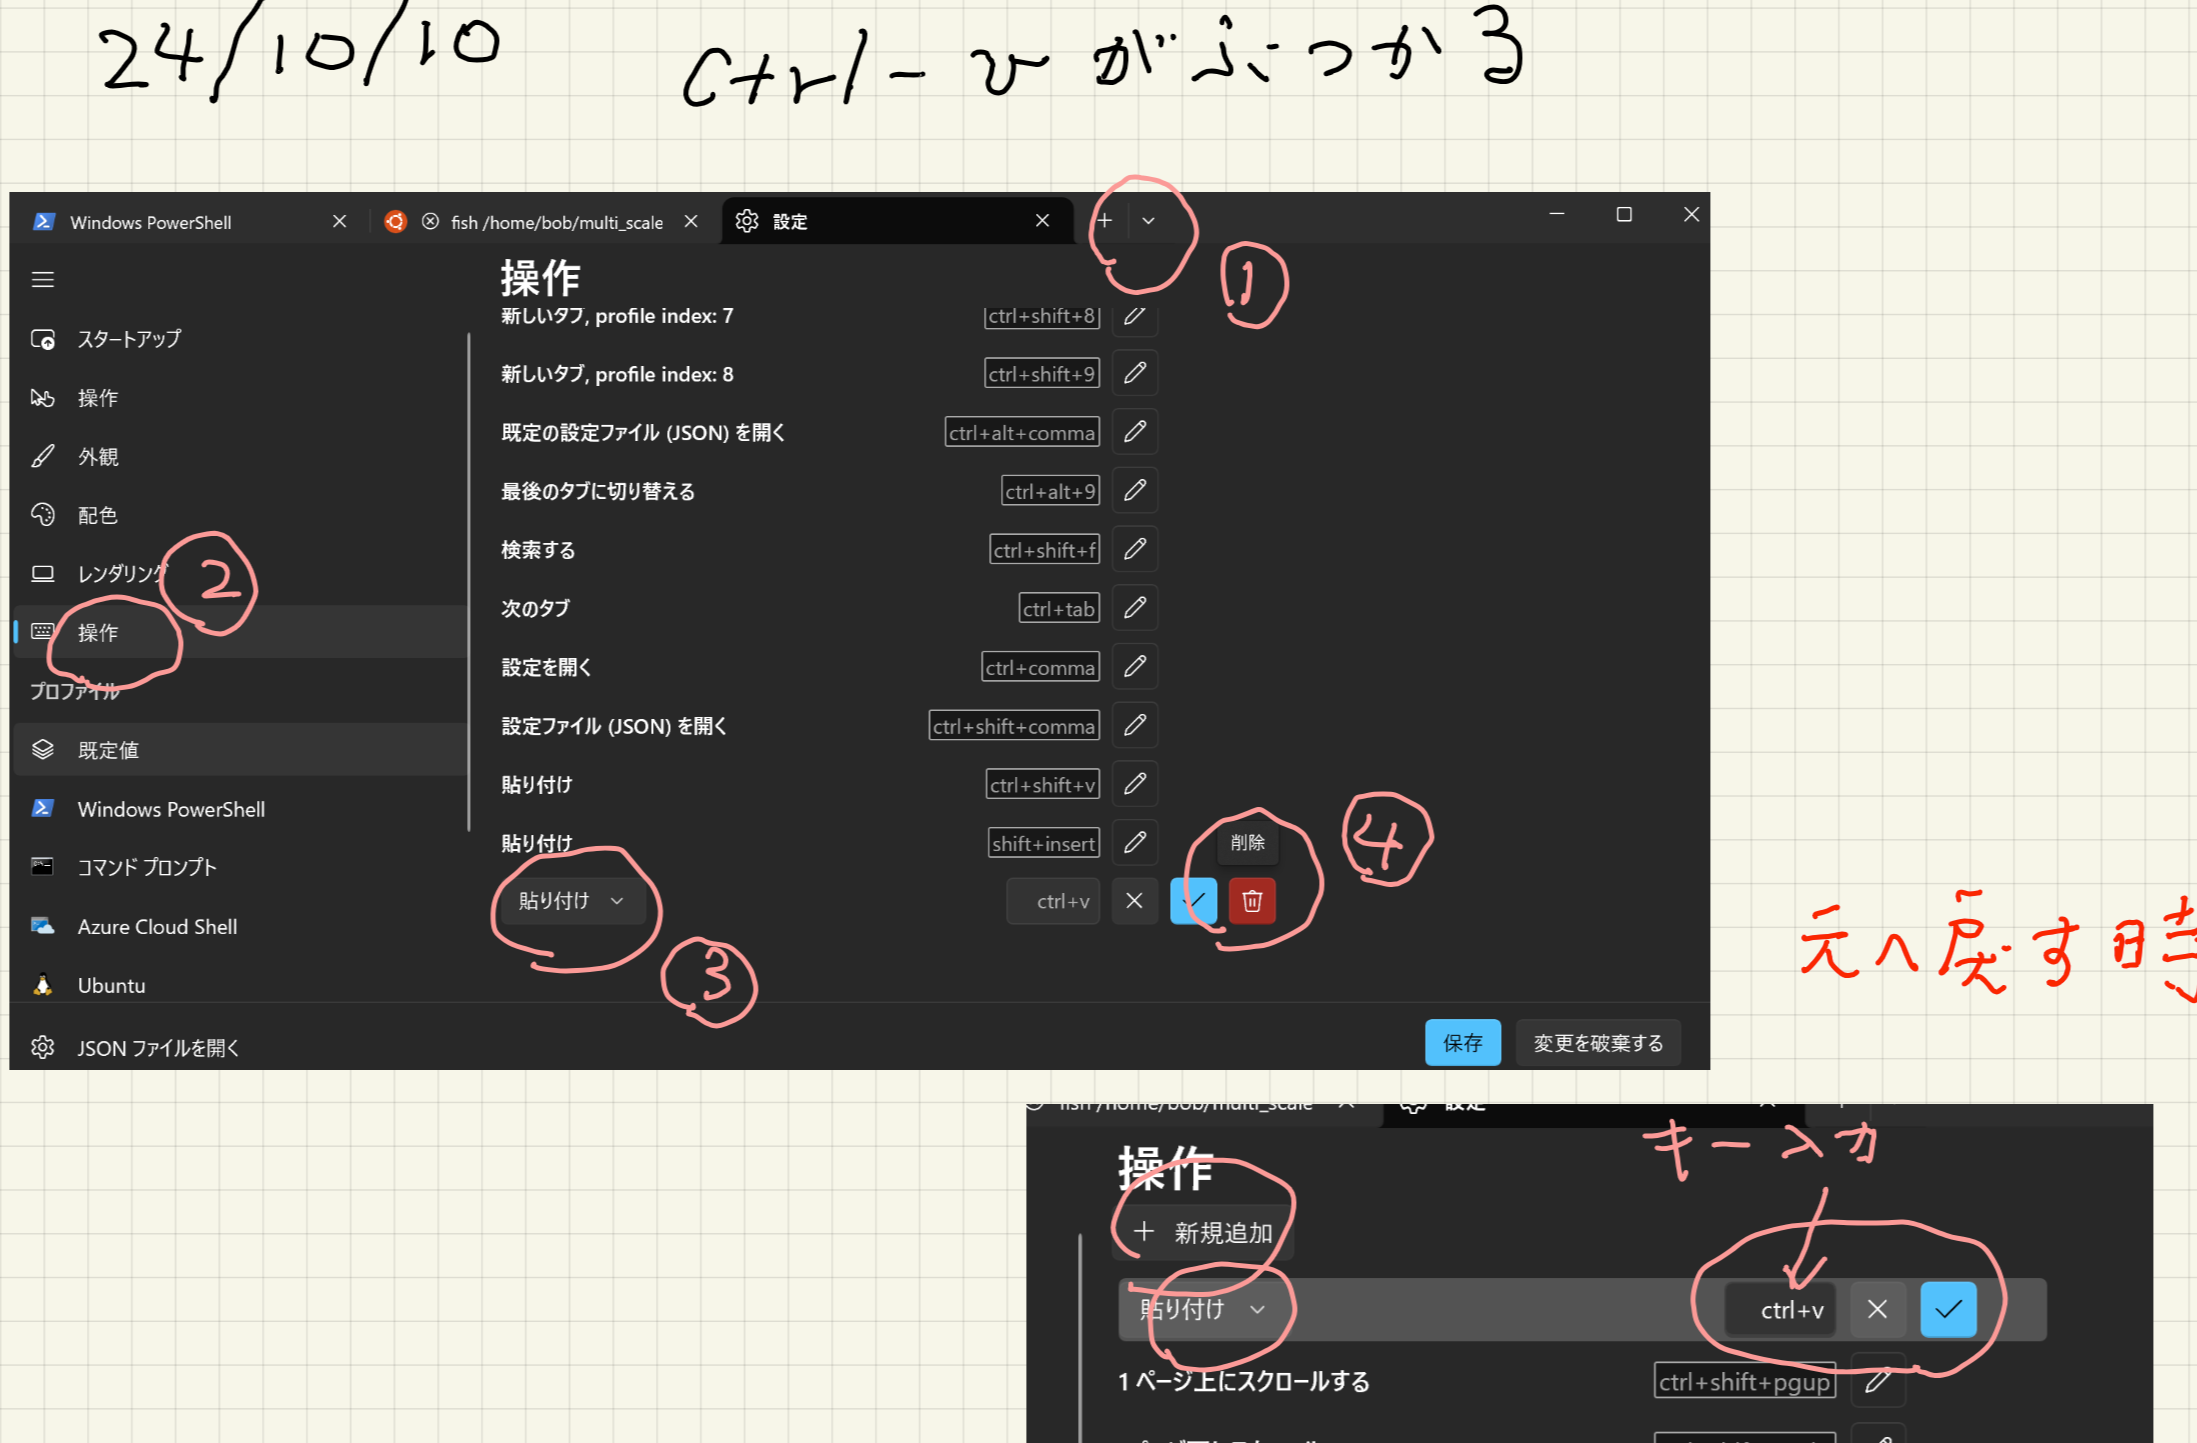 24/10/10
ctrl-v がぶつかる
Windows PowerShell
fish /home/bob/multi_scale
設定
①
操作
新しいタブ, profile index: 7 ctrl+shift+8
スタートアップ
新しいタブ, profile index: 8 ctrl+shift+9
操作
既定の設定ファイル (JSON) を開く ctrl+alt+comma
外観
最後のタブに切り替える ctrl+alt+9
配色
検索する ctrl+shift+f
レンダリング
②
次のタブ ctrl+tab
操作
設定を開く ctrl+comma
プロファイル
設定ファイル (JSON) を開く ctrl+shift+comma
既定値
貼り付け ctrl+shift+v
Windows PowerShell
貼り付け shift+insert
削除
④
コマンド プロンプト
貼り付け ctrl+v
Azure Cloud Shell
③
Ubuntu
JSON ファイルを開く
保存
変更を破棄する
元へ戻す時
fish /home/bob/multi_scale
設定
操作
キー入力
+ 新規追加
貼り付け ctrl+v
1 ページ上にスクロールする ctrl+shift+pgup